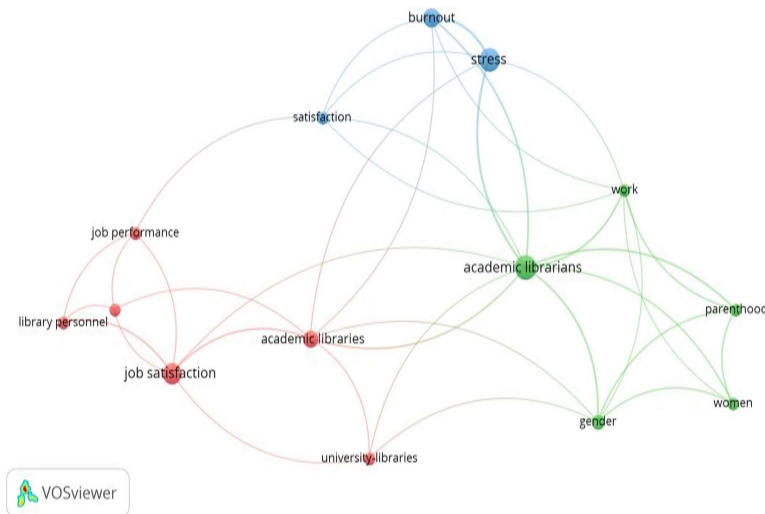 burnout
stress
satisfaction
work
job performance
academic librarians
parenthood
library personnel
academic libraries
job satisfaction
women
gender
university-libraries
VOSviewer